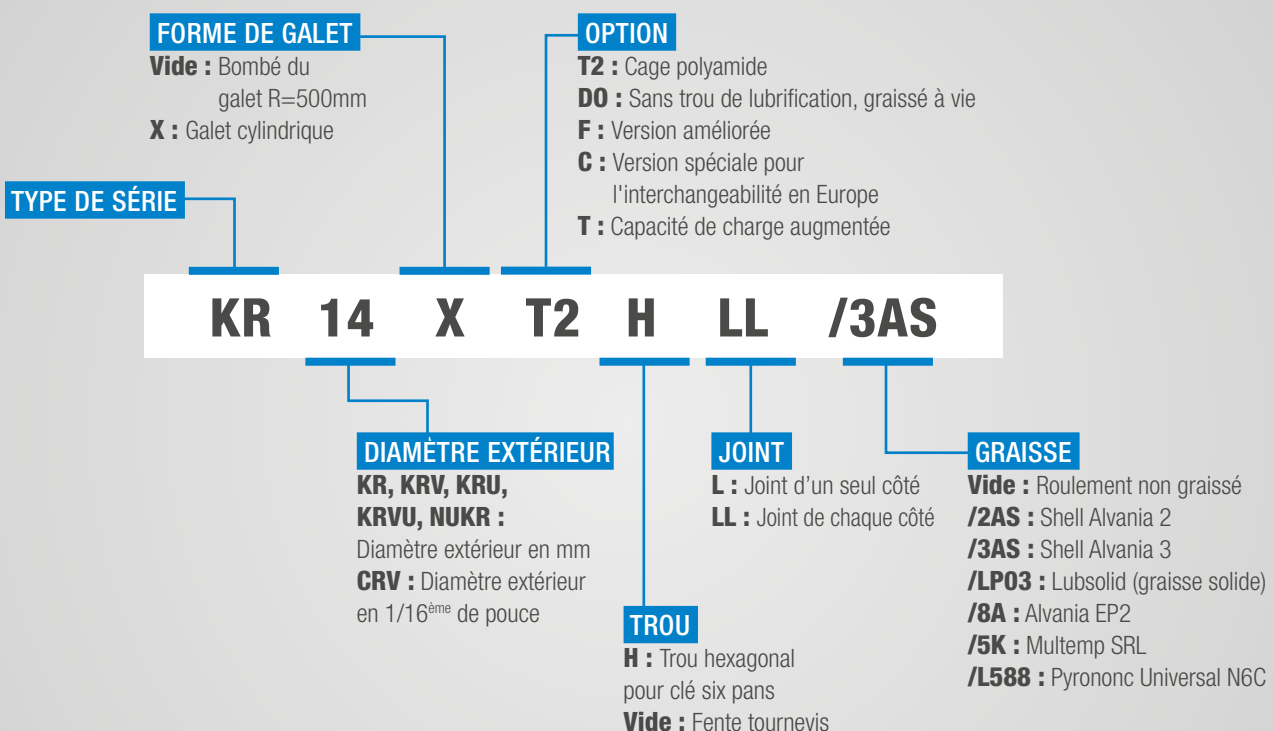 FORME DE GALET
Vide : Bombé du
galet R=500mm
X : Galet cylindrique
OPTION
T2 : Cage polyamide
DO : Sans trou de lubrification, graissé à vie
F : Version améliorée
C : Version spéciale pour
l'interchangeabilité en Europe
T : Capacité de charge augmentée
TYPE DE SÉRIE
KR 14 X T2 H LL /3AS
DIAMÈTRE EXTÉRIEUR
KR, KRV, KRU,
KRVU, NUKR :
Diamètre extérieur en mm
CRV : Diamètre extérieur
en 1/16ème de pouce
TROU
H : Trou hexagonal
pour clé six pans
Vide : Fente tournevis
JOINT
L : Joint d’un seul côté
LL : Joint de chaque côté
GRAISSE
Vide : Roulement non graissé
/2AS : Shell Alvania 2
/3AS : Shell Alvania 3
/LP03 : Lubsolid (graisse solide)
/8A : Alvania EP2
/5K : Multemp SRL
/L588 : Pyrononc Universal N6C